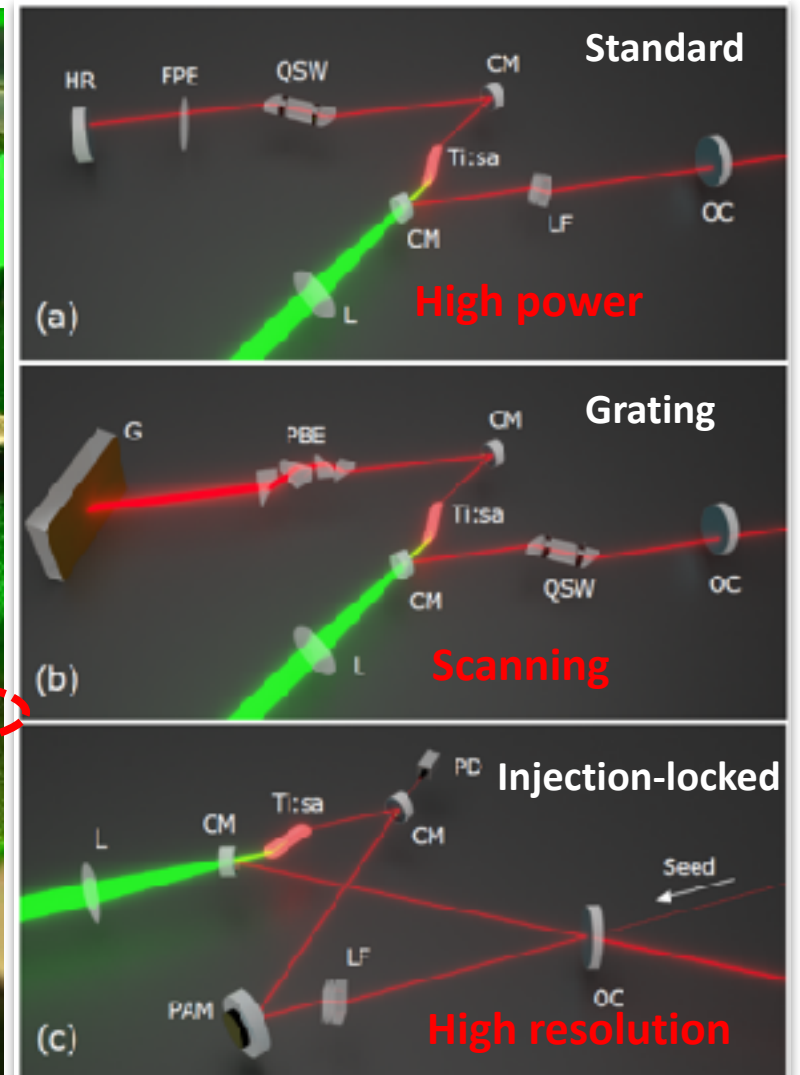 Standard
HR
FPE
QSW
CM
Ti:sa
CM
LF
OC
L
High power
(a)
Grating
G
PBE
CM
Ti:sa
CM
QSW
OC
L
Scanning
(b)
Injection-locked
PD
Ti:sa
CM
CM
L
Seed
LF
PAM
OC
High resolution
(c)